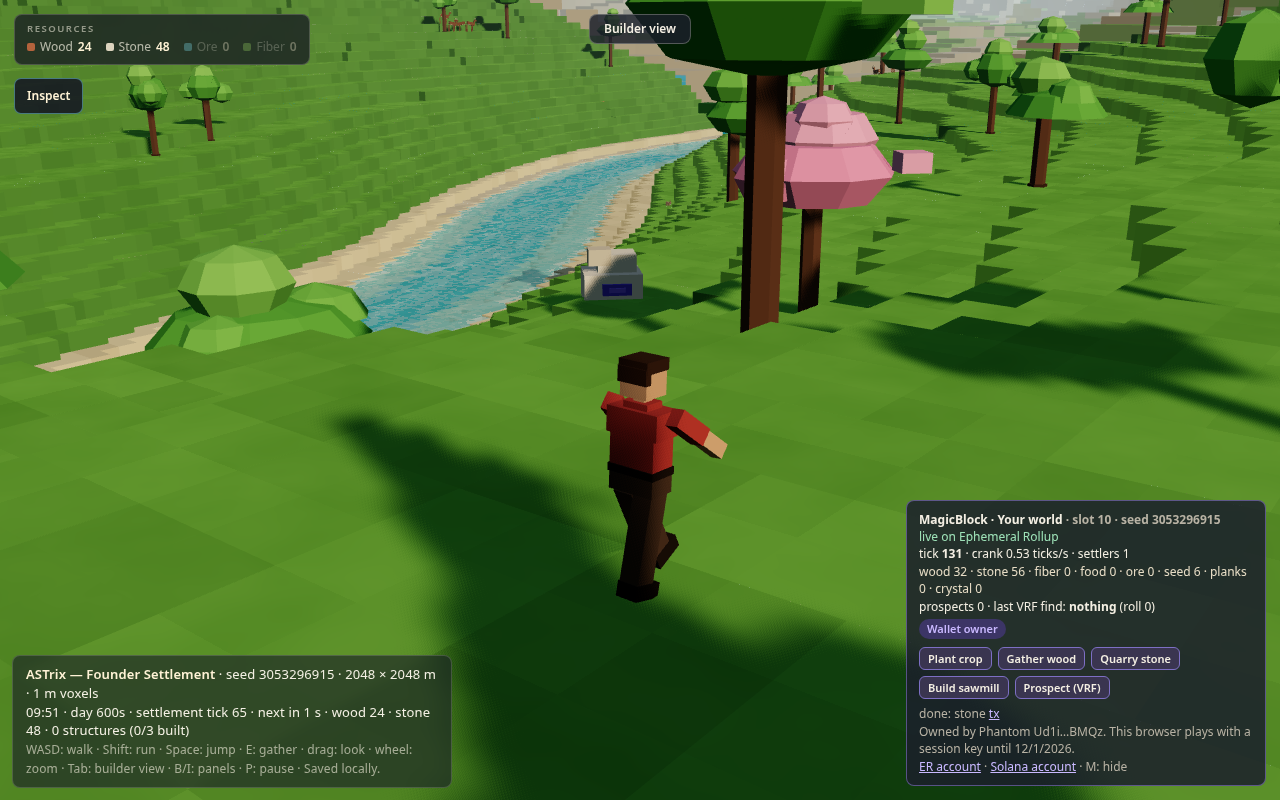 RESOURCES
Wood 24 Stone 48 Ore 0 Fiber 0
Builder view
Inspect
MagicBlock · Your world · slot 10 · seed 3053296915
live on Ephemeral Rollup
tick 131 · crank 0.53 ticks/s · settlers 1
wood 32 · stone 56 · fiber 0 · food 0 · ore 0 · seed 6 · planks
0 · crystal 0
prospects 0 · last VRF find: nothing (roll 0)
Wallet owner
Plant crop Gather wood Quarry stone
Build sawmill Prospect (VRF)
done: stone tx
Owned by Phantom Ud1i…BMQz. This browser plays with a
session key until 12/1/2026.
ER account · Solana account · M: hide
ASTrix — Founder Settlement · seed 3053296915 · 2048 × 2048 m
· 1 m voxels
09:51 · day 600s · settlement tick 65 · next in 1 s · wood 24 · stone
48 · 0 structures (0/3 built)
WASD: walk · Shift: run · Space: jump · E: gather · drag: look · wheel:
zoom · Tab: builder view · B/I: panels · P: pause · Saved locally.